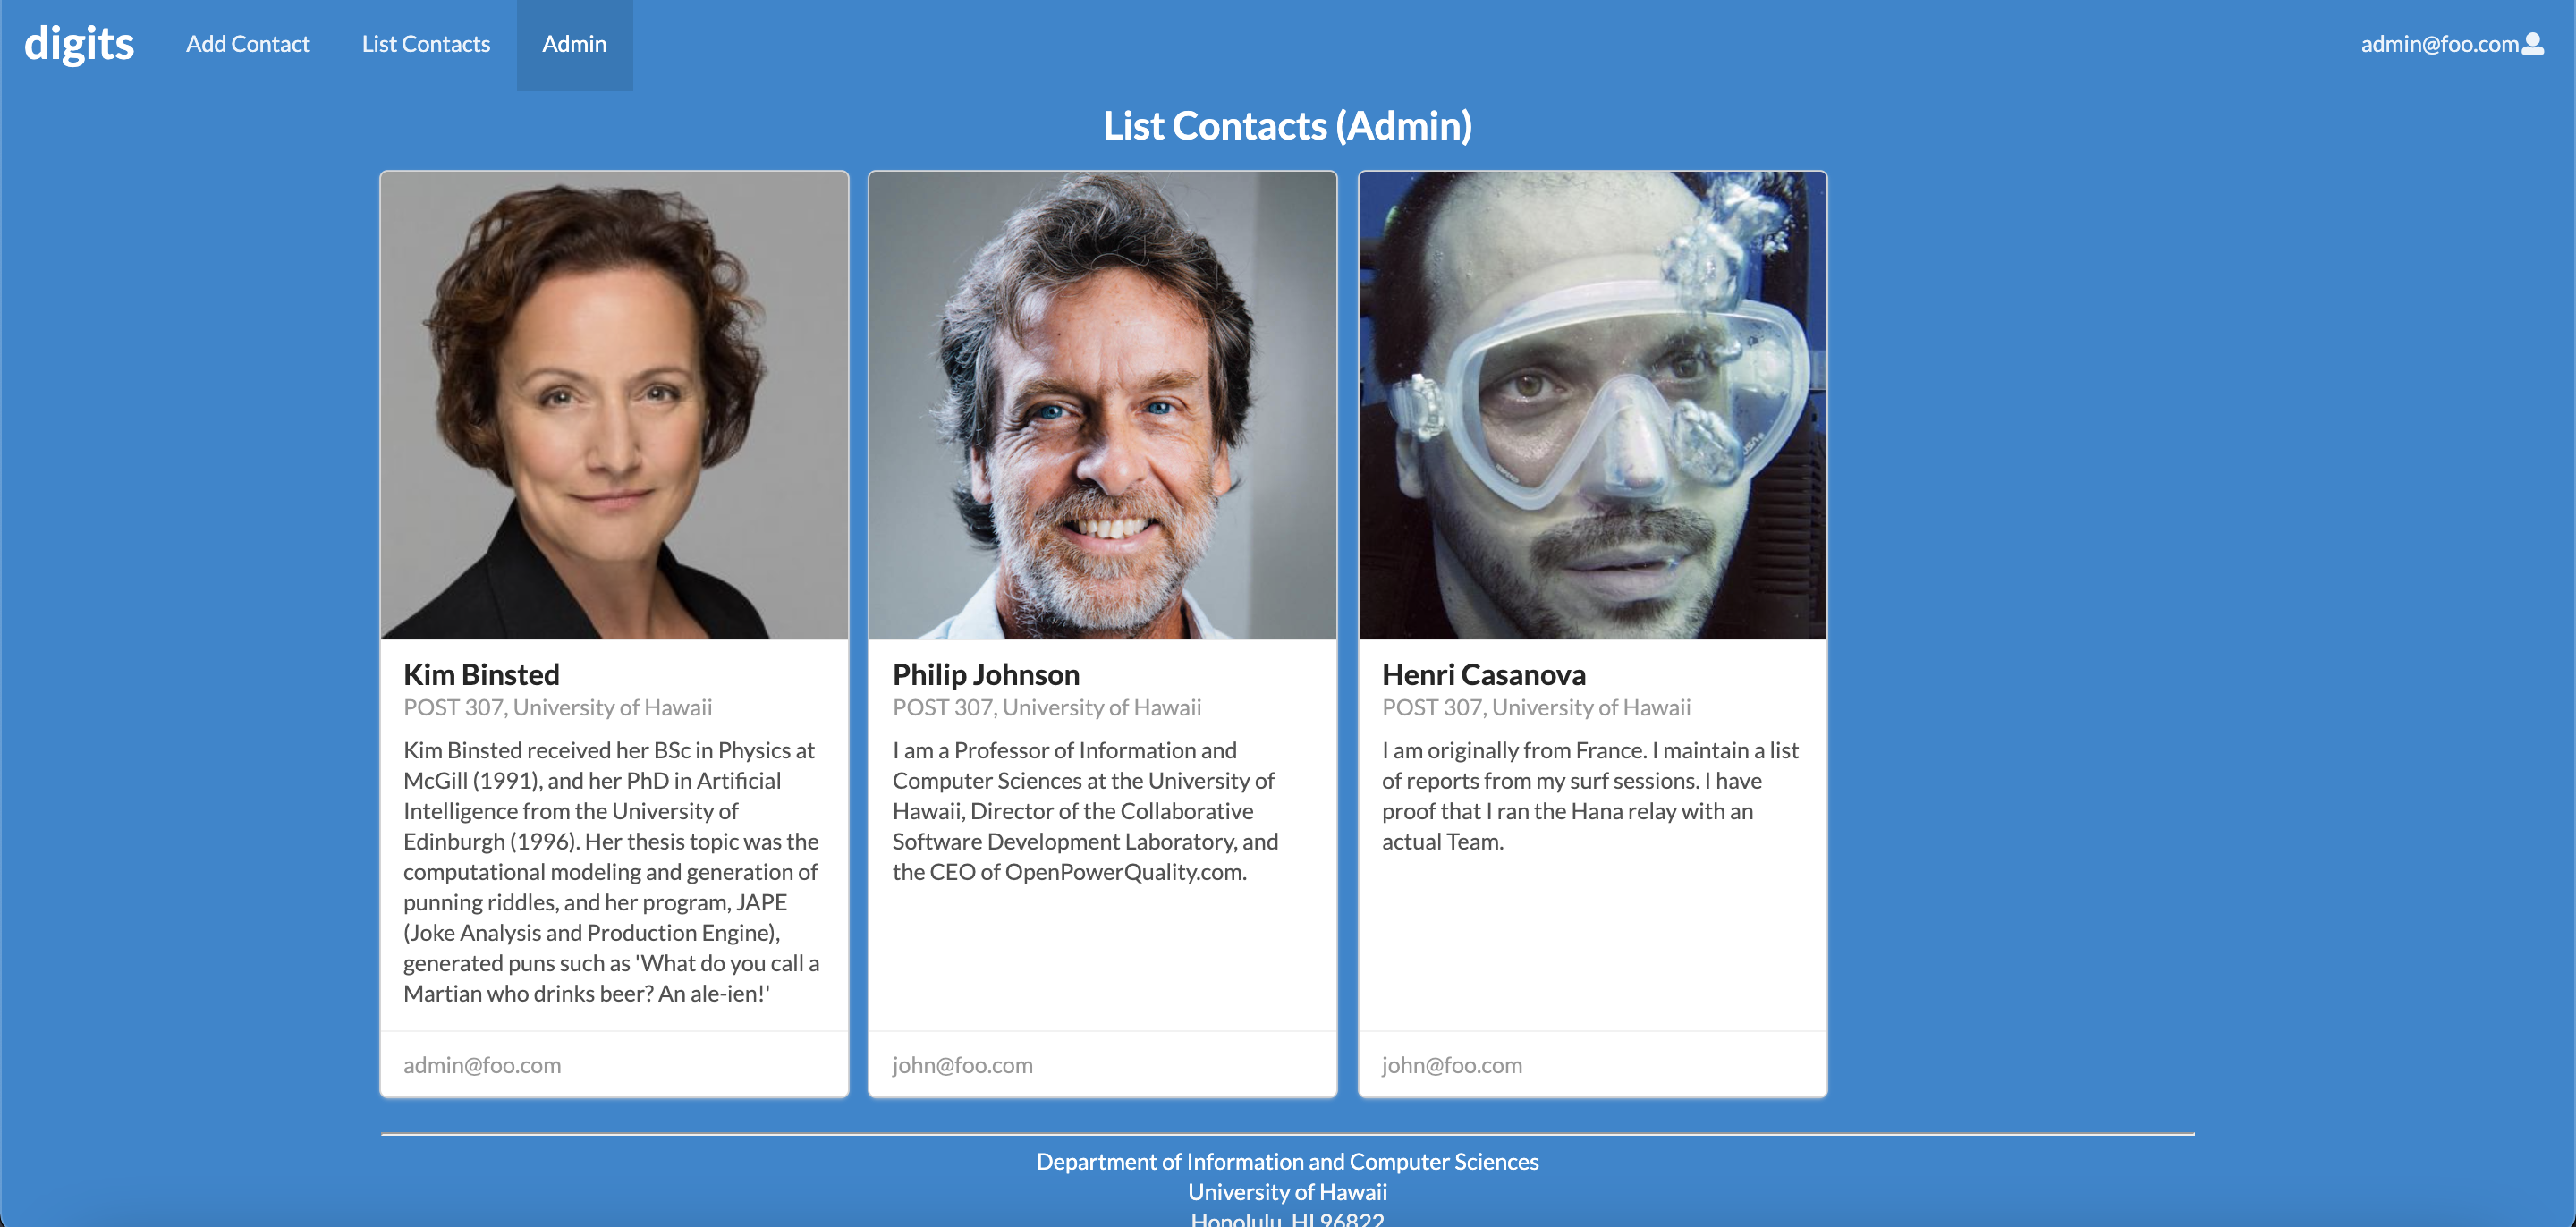 digits
Add Contact
List Contacts
Admin
admin@foo.com
List Contacts (Admin)
Kim Binsted
POST 307, University of Hawaii
Kim Binsted received her BSc in Physics at
McGill (1991), and her PhD in Artificial
Intelligence from the University of
Edinburgh (1996). Her thesis topic was the
computational modeling and generation of
punning riddles, and her program, JAPE
(Joke Analysis and Production Engine),
generated puns such as 'What do you call a
Martian who drinks beer? An ale-ien!'
admin@foo.com
Philip Johnson
POST 307, University of Hawaii
I am a Professor of Information and
Computer Sciences at the University of
Hawaii, Director of the Collaborative
Software Development Laboratory, and
the CEO of OpenPowerQuality.com.
john@foo.com
Henri Casanova
POST 307, University of Hawaii
I am originally from France. I maintain a list
of reports from my surf sessions. I have
proof that I ran the Hana relay with an
actual Team.
john@foo.com
Department of Information and Computer Sciences
University of Hawaii
Honolulu, HI 96822